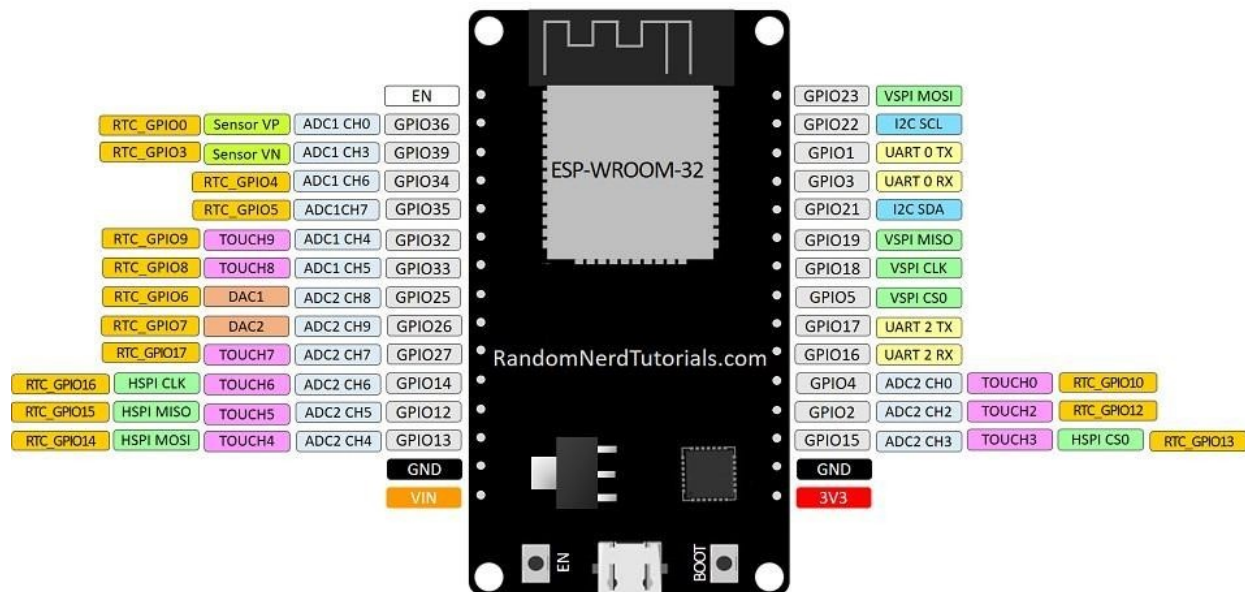 EN GPIO23 VSPI MOSI
RTC_GPIO0 Sensor VP ADC1 CH0 GPIO36 GPIO22 I2C SCL
RTC_GPIO3 Sensor VN ADC1 CH3 GPIO39 GPIO1 UART 0 TX
RTC_GPIO4 ADC1 CH6 GPIO34 ESP-WROOM-32 GPIO3 UART 0 RX
RTC_GPIO5 ADC1CH7 GPIO35 GPIO21 I2C SDA
RTC_GPIO9 TOUCH9 ADC1 CH4 GPIO32 GPIO19 VSPI MISO
RTC_GPIO8 TOUCH8 ADC1 CH5 GPIO33 GPIO18 VSPI CLK
RTC_GPIO6 DAC1 ADC2 CH8 GPIO25 GPIO5 VSPI CS0
RTC_GPIO7 DAC2 ADC2 CH9 GPIO26 GPIO17 UART 2 TX
RTC_GPIO17 TOUCH7 ADC2 CH7 GPIO27 RandomNerdTutorials.com GPIO16 UART 2 RX
RTC_GPIO16 HSPI CLK TOUCH6 ADC2 CH6 GPIO14 GPIO4 ADC2 CH0 TOUCH0 RTC_GPIO10
RTC_GPIO15 HSPI MISO TOUCH5 ADC2 CH5 GPIO12 GPIO2 ADC2 CH2 TOUCH2 RTC_GPIO12
RTC_GPIO14 HSPI MOSI TOUCH4 ADC2 CH4 GPIO13 GPIO15 ADC2 CH3 TOUCH3 HSPI CS0 RTC_GPIO13
GND GND
VIN 3V3
EN BOOT